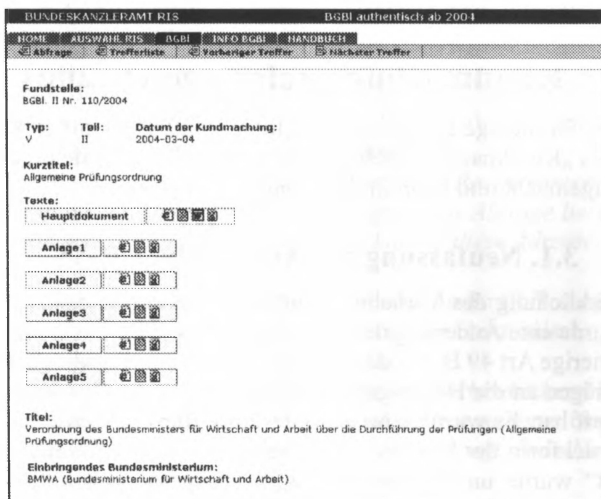 BUNDESKANZLERAMT RIS BGBl authentisch ab 2004
HOME AUSWAHL RIS BGBl INFO BGBl HANDBUCH
Abfrage Trefferliste Vorheriger Treffer Nächster Treffer
Fundstelle:
BGBl. II Nr. 110/2004
Typ: Teil: Datum der Kundmachung:
V II 2004-03-04
Kurztitel:
Allgemeine Prüfungsordnung
Texte:
Hauptdokument
Anlage1
Anlage2
Anlage3
Anlage4
Anlage5
Titel:
Verordnung des Bundesministers für Wirtschaft und Arbeit über die Durchführung der Prüfungen (Allgemeine
Prüfungsordnung)
Einbringendes Bundesministerium:
BMWA (Bundesministerium für Wirtschaft und Arbeit)